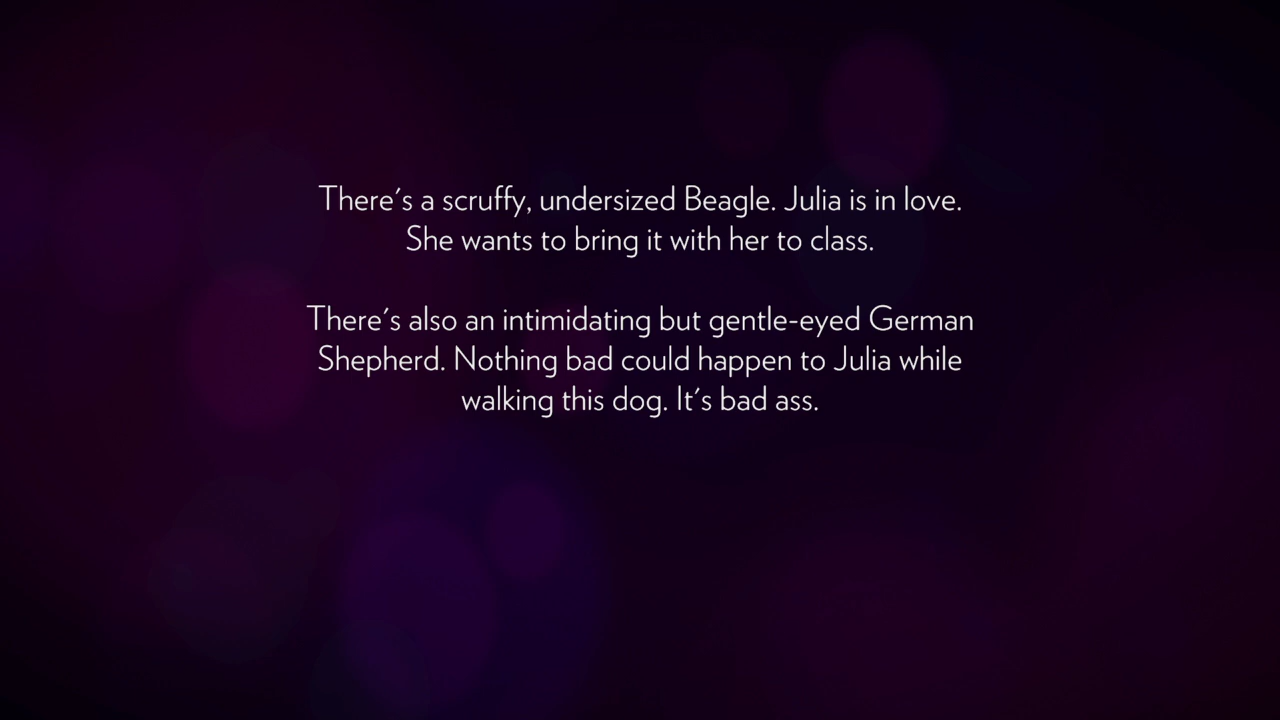 There's a scruffy, undersized Beagle. Julia is in love.
She wants to bring it with her to class.
There's also an intimidating but gentle-eyed German
Shepherd. Nothing bad could happen to Julia while
walking this dog. It's bad ass.